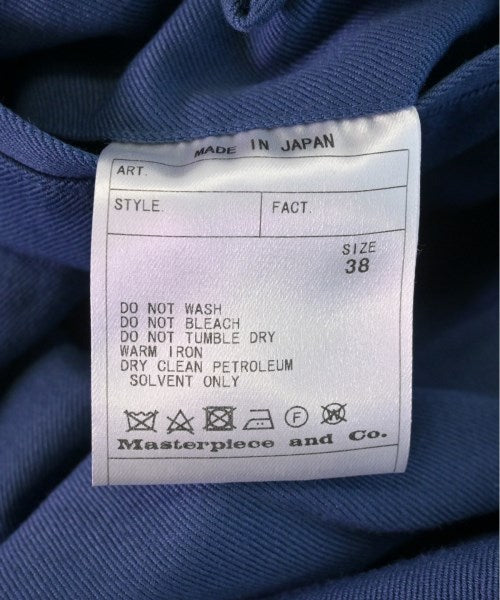 MADE IN JAPAN
ART.
STYLE.
FACT.
SIZE
38
DO NOT WASH
DO NOT BLEACH
DO NOT TUMBLE DRY
WARM IRON
DRY CLEAN PETROLEUM
SOLVENT ONLY
F W
Masterpiece and Co.